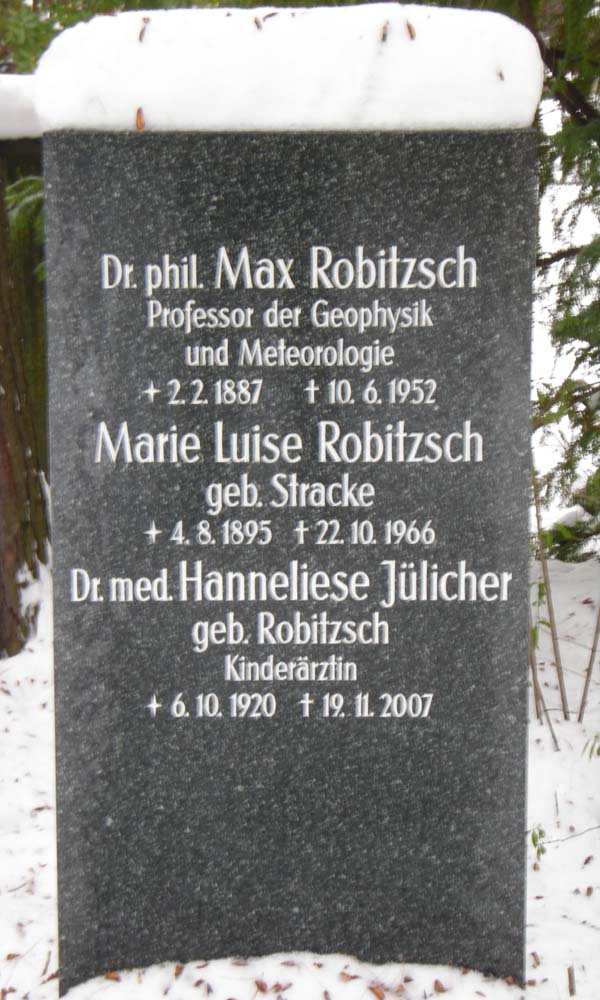 Dr. phil. Max Robitzsch
Professor der Geophysik
und Meteorologie
+ 2.2.1887 † 10.6.1952
Marie Luise Robitzsch
geb. Stracke
+ 4.8.1895 † 22.10.1966
Dr. med. Hanneliese Jülicher
geb. Robitzsch
Kinderärztin
+ 6.10.1920 † 19.11.2007